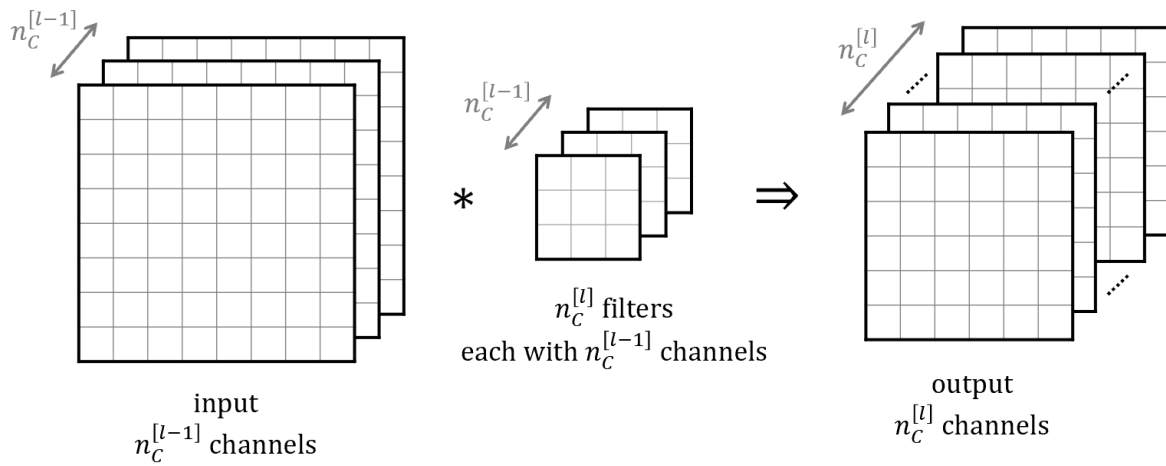 n_C^{[l-1]}
n_C^{[l-1]}
n_C^{[l]}
*
⇒
n_C^{[l]} filters
each with n_C^{[l-1]} channels
input
n_C^{[l-1]} channels
output
n_C^{[l]} channels